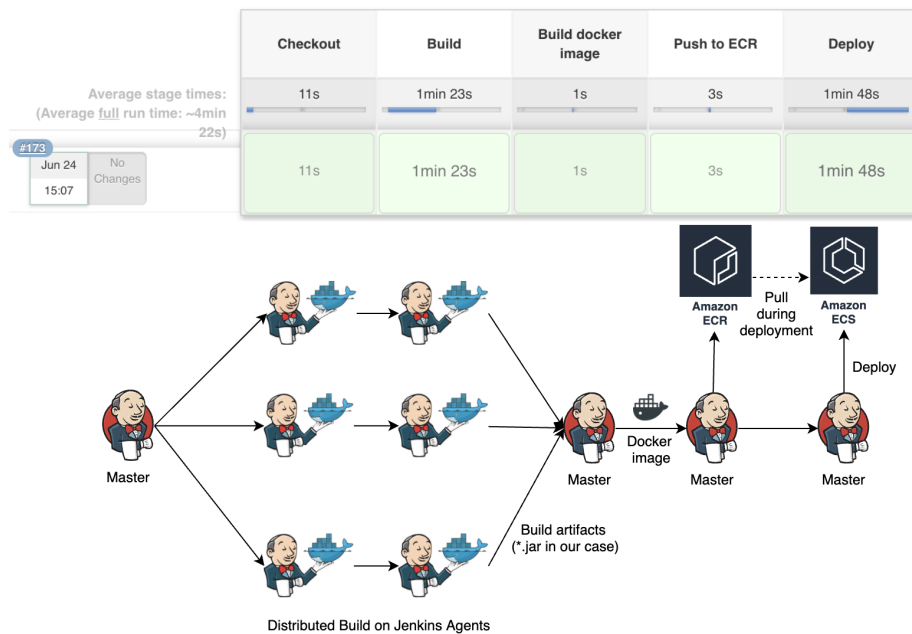 Checkout
Build
Build docker
image
Push to ECR
Deploy
Average stage times:
(Average full run time: ~4min
22s)
11s
1min 23s
1s
3s
1min 48s
#173
Jun 24
15:07
No
Changes
11s
1min 23s
1s
3s
1min 48s
Amazon
ECR
Pull
during
deployment
Amazon
ECS
Deploy
Master
Docker
image
Master
Master
Master
Build artifacts
(*.jar in our case)
Distributed Build on Jenkins Agents